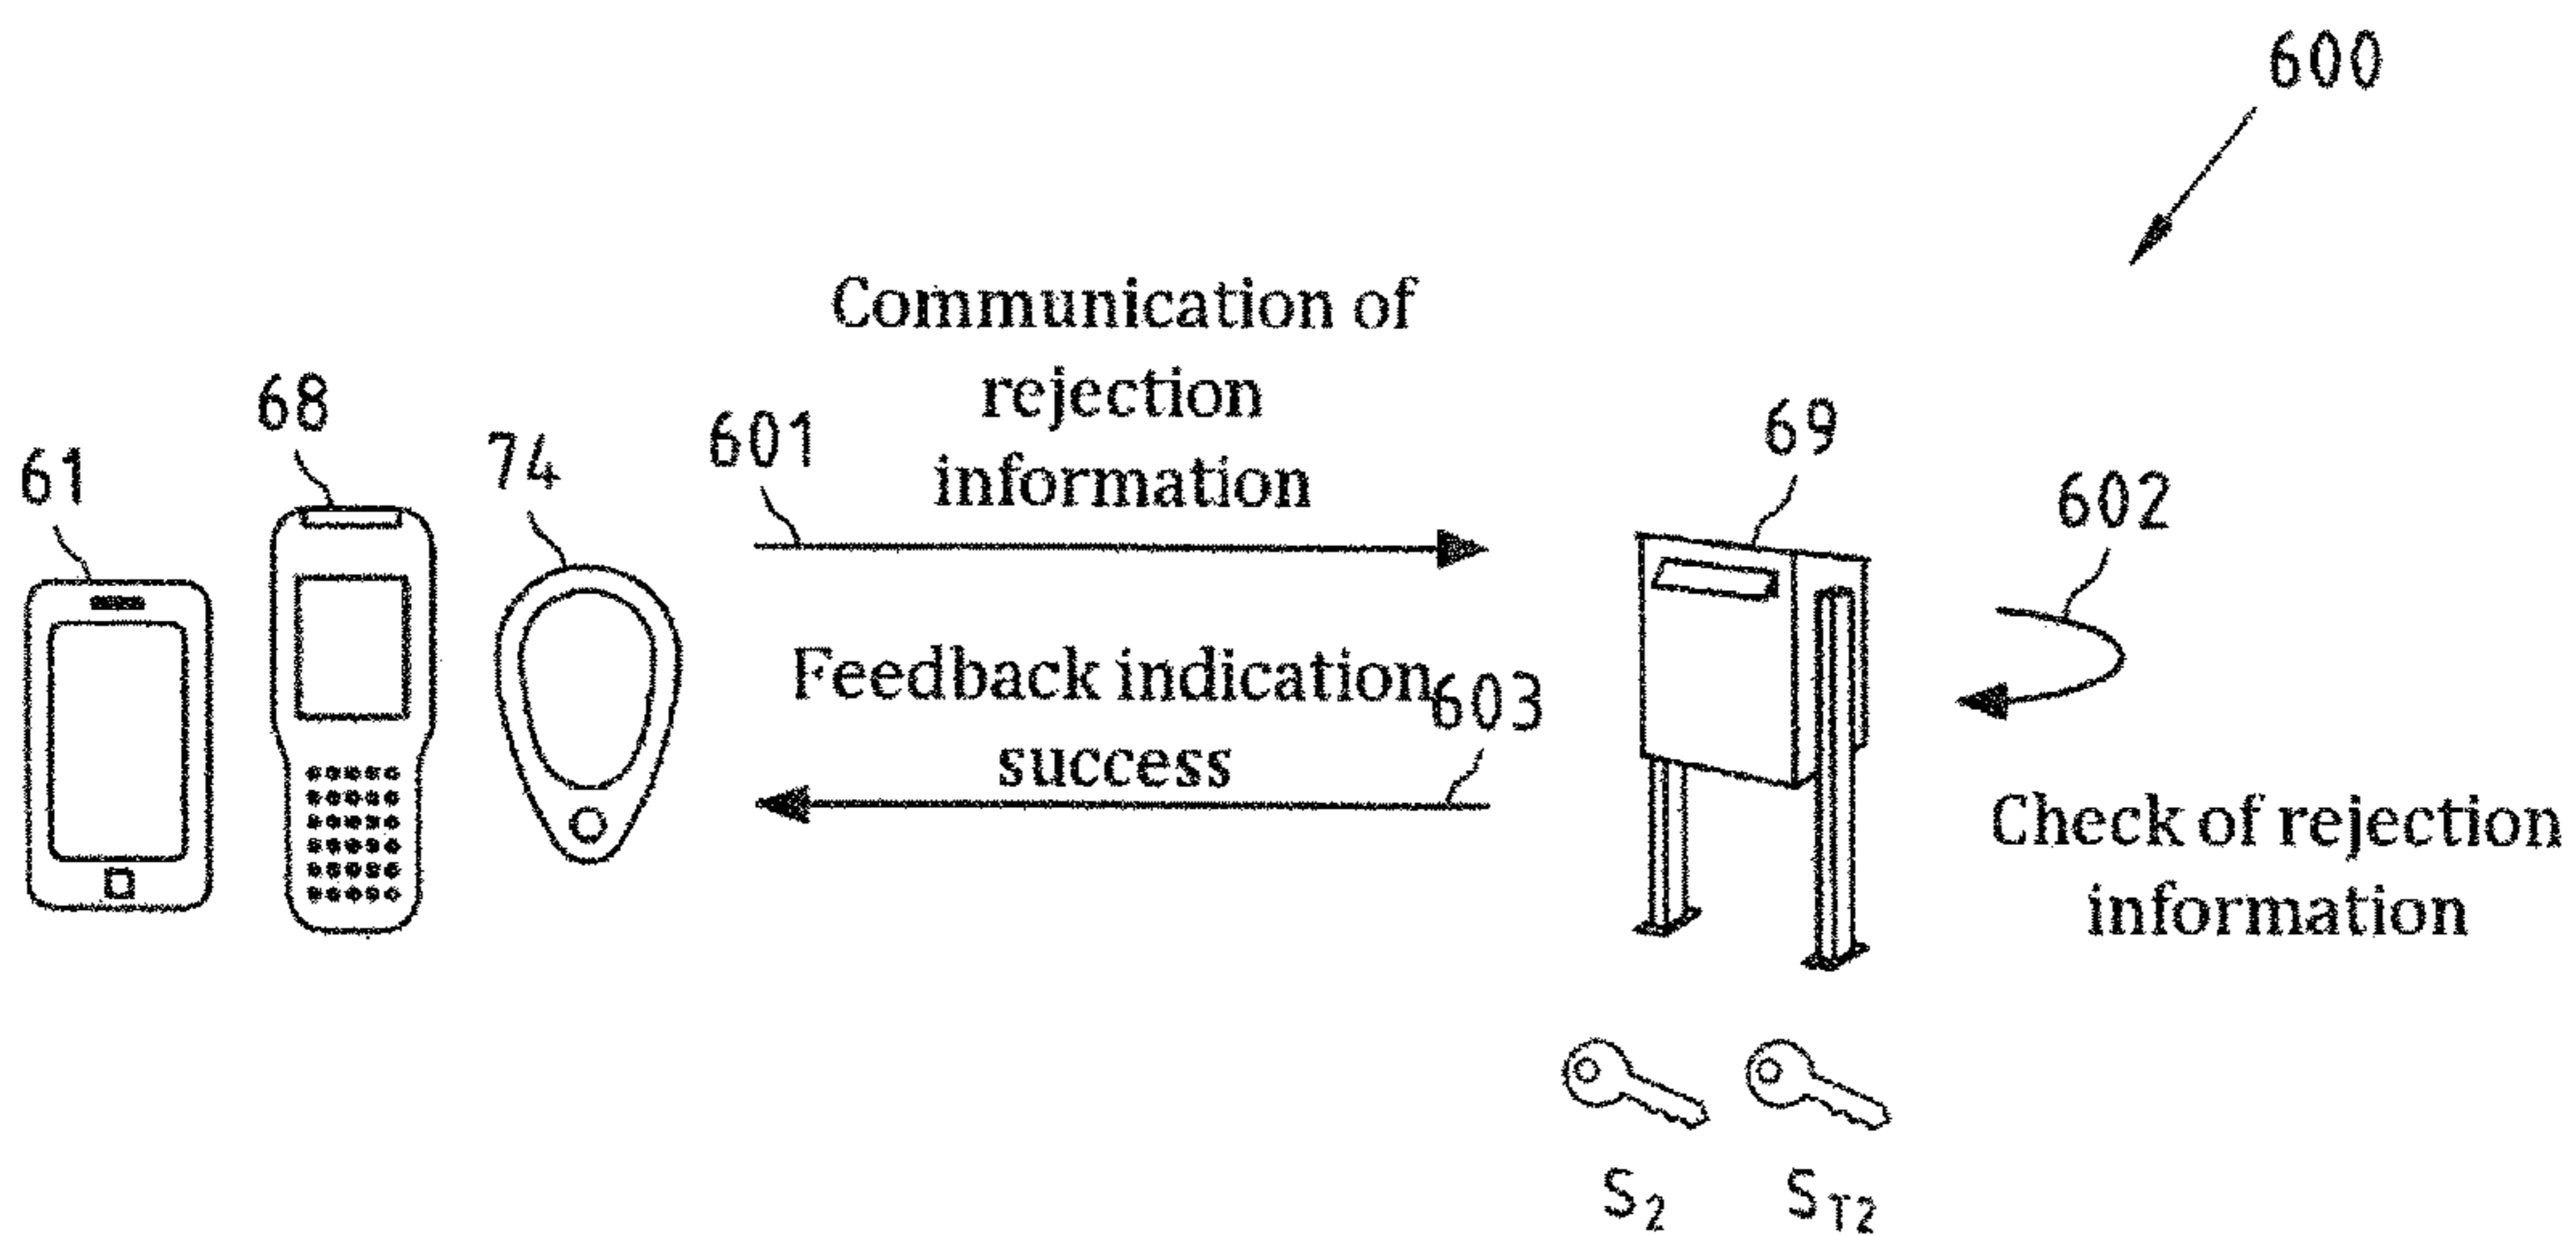 600
Communication of
rejection
information
68
61
74
601
69
602
Feedback indication
603
success
Check of rejection
information
S2
ST2